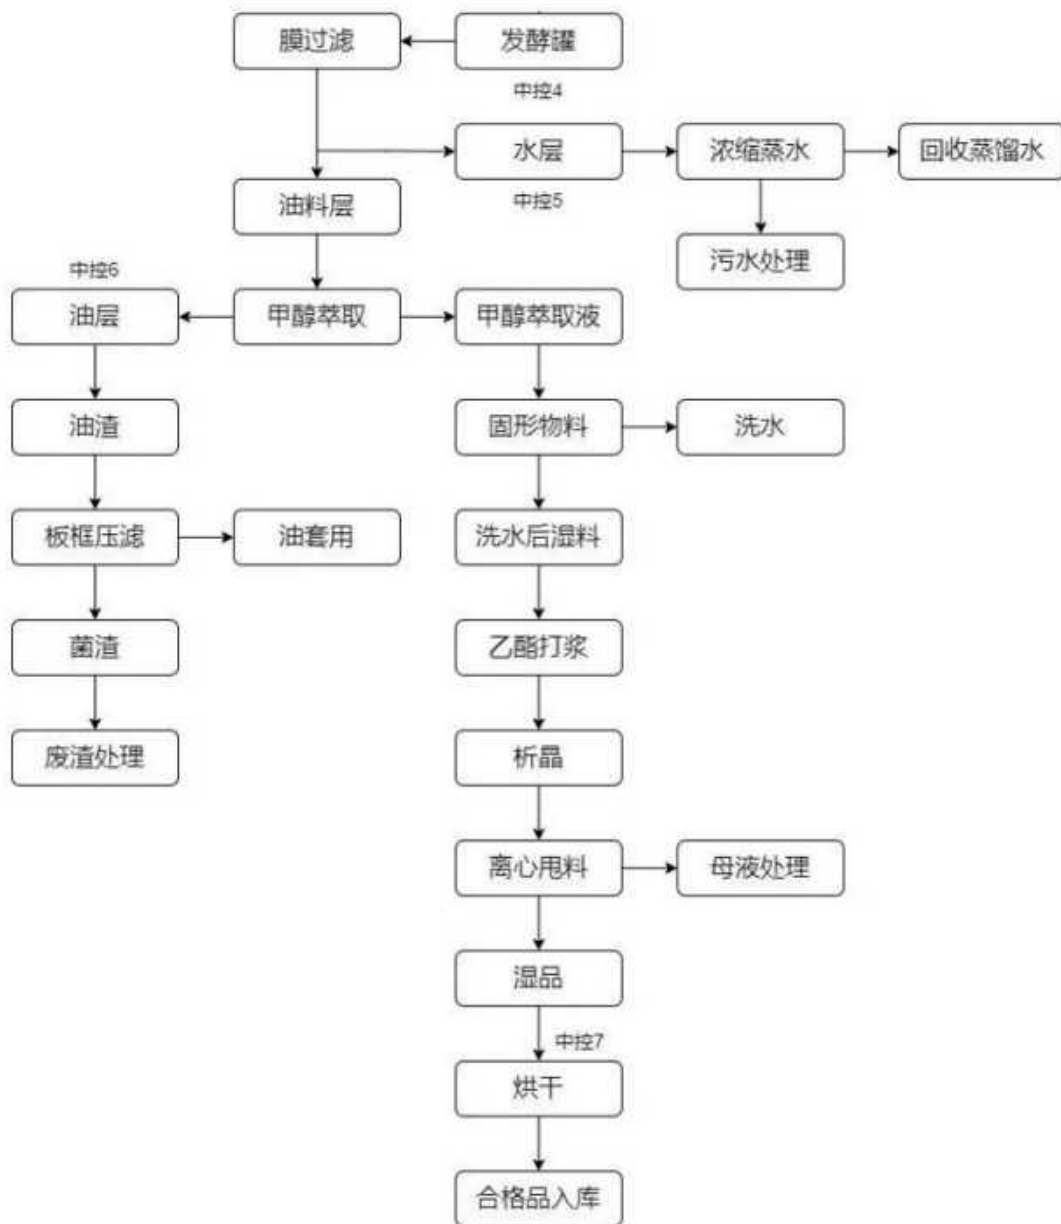 膜过滤
发酵罐
中控4
水层
浓缩蒸水
回收蒸馏水
油料层
中控5
污水处理
中控6
油层
甲醇萃取
甲醇萃取液
油渣
固形物料
洗水
板框压滤
油套用
洗水后湿料
菌渣
乙酯打浆
废渣处理
析晶
离心甩料
母液处理
湿品
中控7
烘干
合格品入库